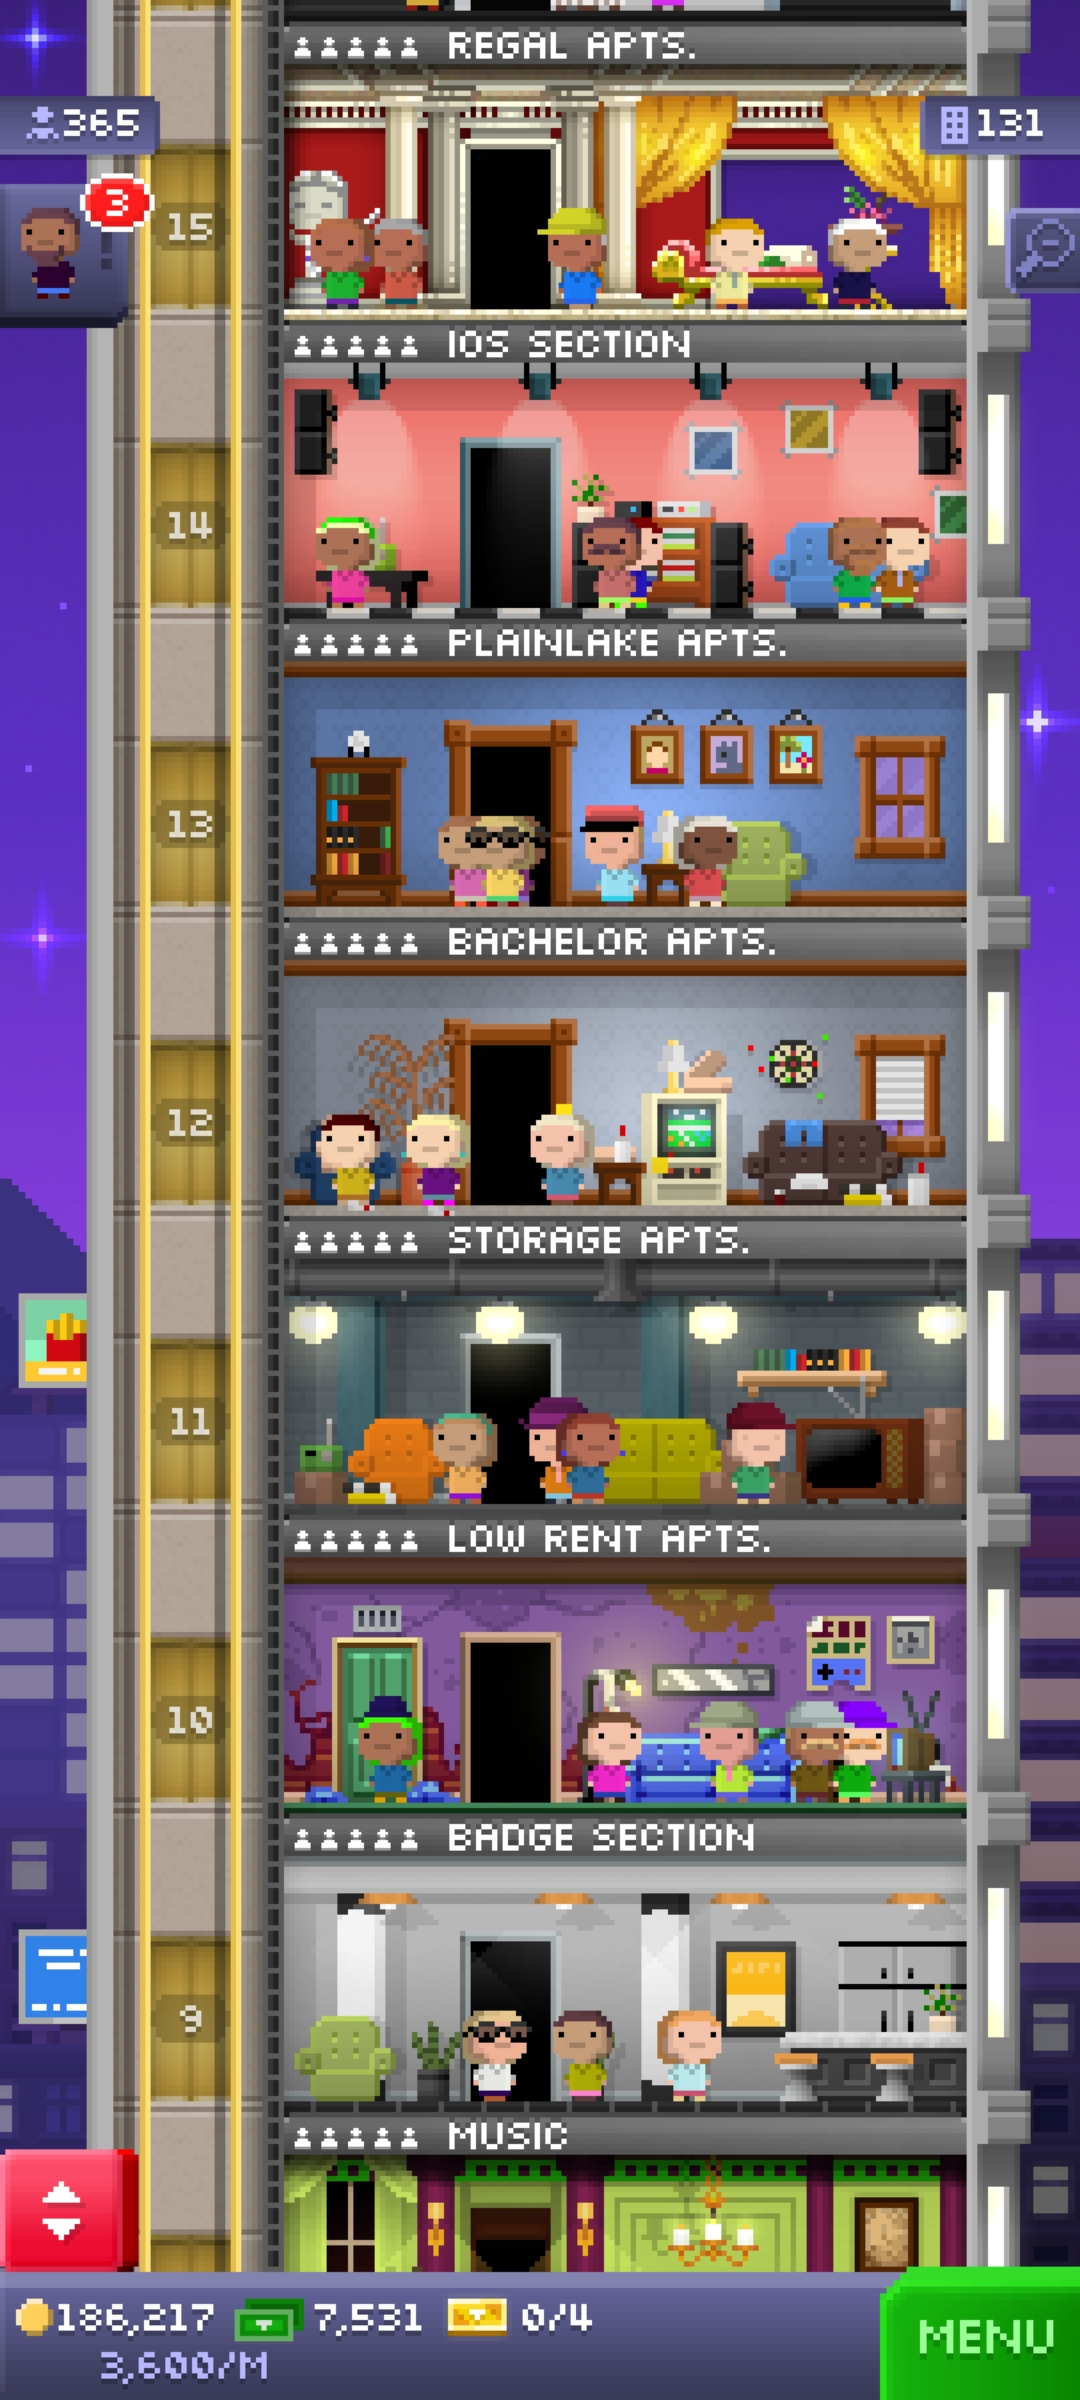 REGAL APTS.
365
131
3
15
IOS SECTION
14
PLAINLAKE APTS.
13
BACHELOR APTS.
12
STORAGE APTS.
11
LOW RENT APTS.
10
BADGE SECTION
9
MUSIC
186,217 7,531 0/4
3,600/M
MENU